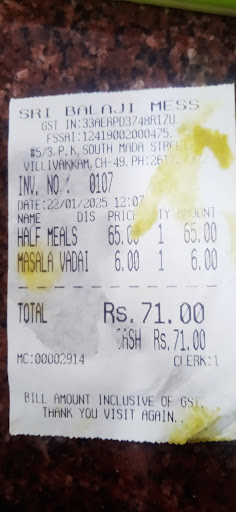 SRI BALAJI MESS
GST IN:33AERPD3748R1ZU
FSSAI:12419002000475.
#5/3, P.K, SOUTH MADA STREET
VILLIVAKKAM, CH-49. PH:2617
INV. NO.: 0107
DATE:22/01/2025 12:07
NAME DIS PRICE QTY AMOUNT
HALF MEALS 65.00 1 65.00
MASALA VADAI 6.00 1 6.00
TOTAL Rs.71.00
CASH Rs.71.00
MC:00002914 CLERK:1
BILL AMOUNT INCLUSIVE OF GST.
THANK YOU VISIT AGAIN..